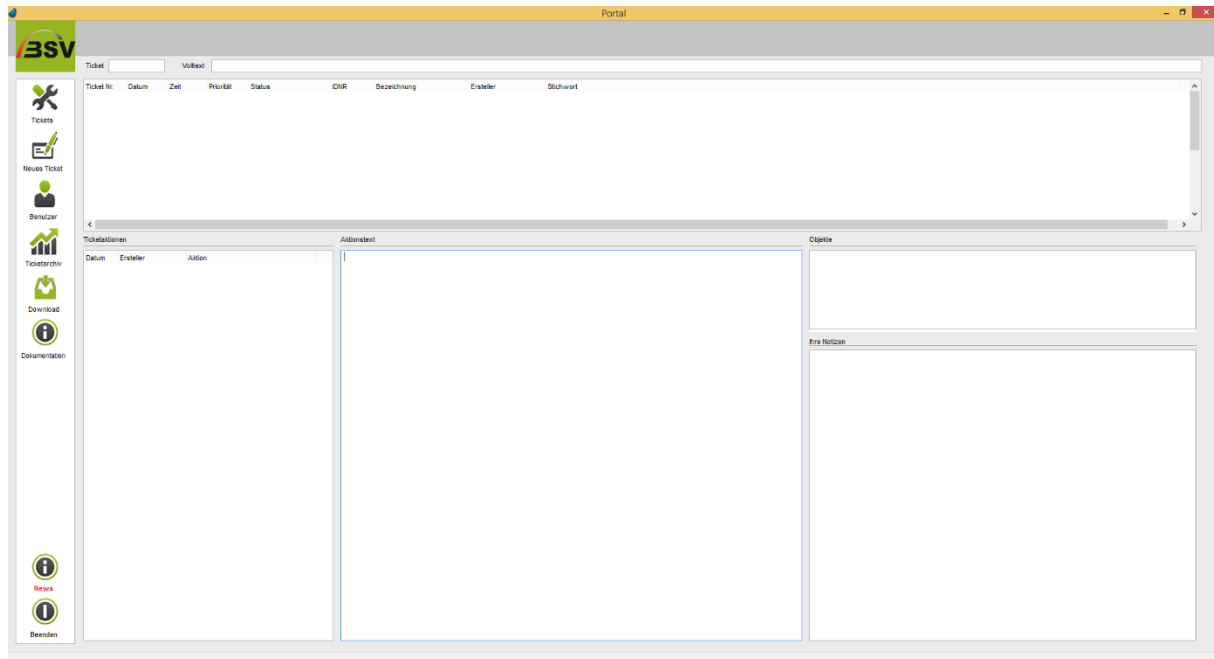 Portal
BSV
Ticket Volltext
Ticket Nr. Datum Zeit Priorität Status IDNR Bezeichnung Ersteller Stichwort
Tickets
Neues Ticket
Benutzer
Ticketarchiv
Download
Dokumentation
News
Beenden
Ticketaktionen Aktionstext Objekte
Datum Ersteller Aktion
Ihre Notizen